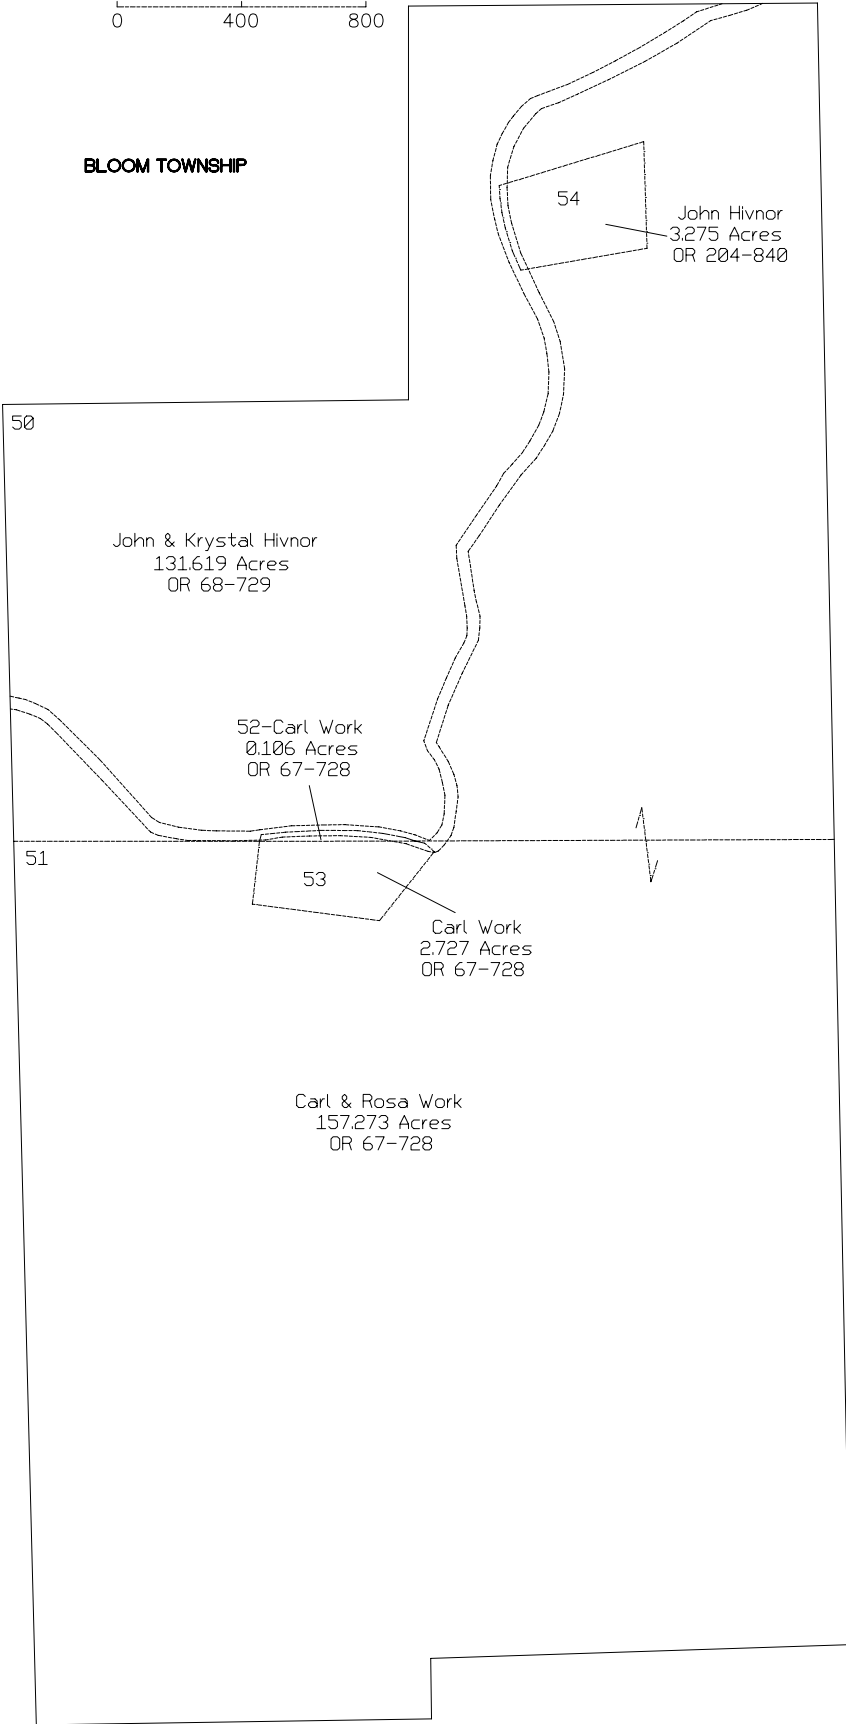 0 400 800
BLOOM TOWNSHIP
54
John Hivnor
3.275 Acres
OR 204-840
50
John & Krystal Hivnor
131.619 Acres
OR 68-729
52-Carl Work
0.106 Acres
OR 67-728
51
53
Carl Work
2.727 Acres
OR 67-728
Carl & Rosa Work
157.273 Acres
OR 67-728